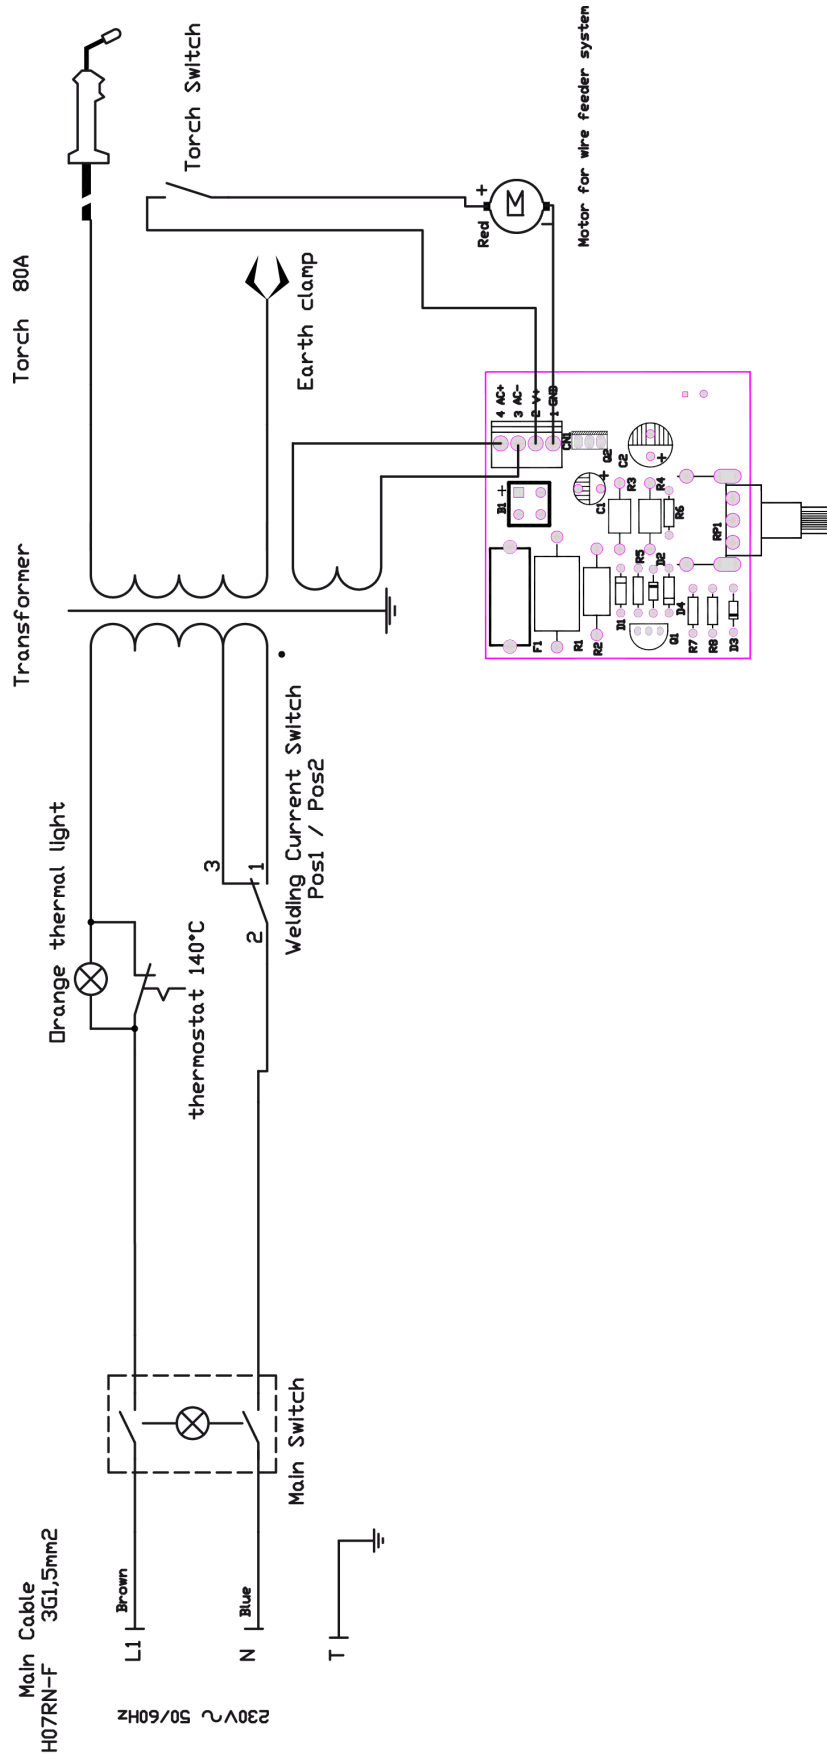 Main Cable
H07RN-F 3G1,5mm2
230V 50/60Hz
L1
Brown
N
Blue
T
Main Switch
Orange thermal light
thermostat 140°C
2
3
1
Welding Current Switch
Pos1 / Pos2
Transformer
Torch 80A
Torch Switch
Earth clamp
Red
+
M
Motor for wire feeder system
4 AC+
3 AC-
2 V+
1 GND
CN1
Q2
C2
+
B1
+
C1
+
R3
R4
R6
RP1
F1
R1
R2
R5
D2
D1
D4
Q1
R7
R8
D3